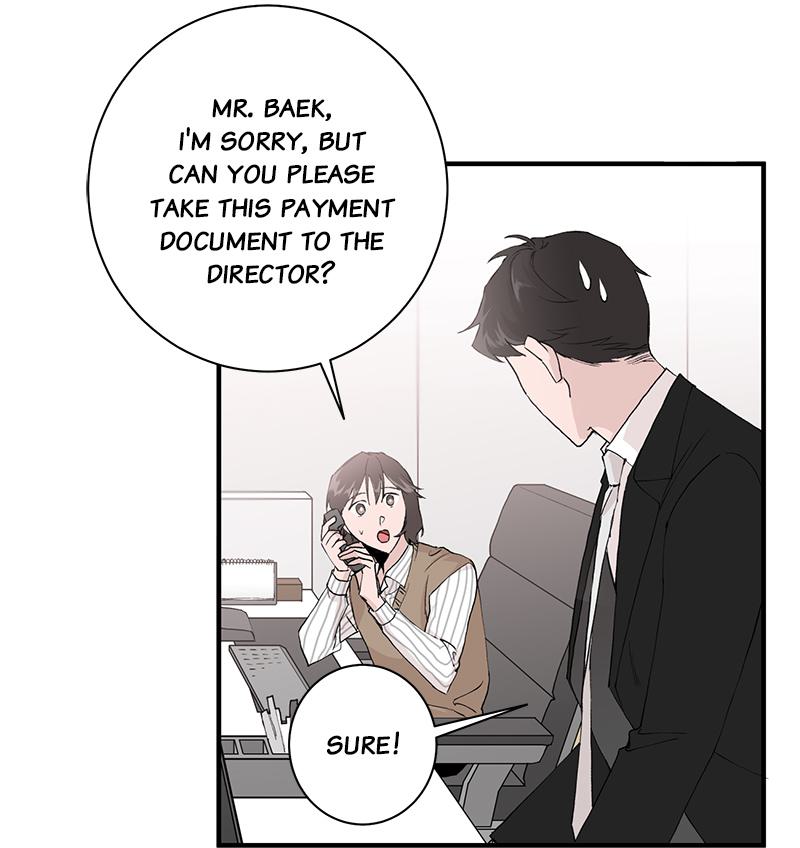 MR. BAEK,
I'M SORRY, BUT
CAN YOU PLEASE
TAKE THIS PAYMENT
DOCUMENT TO THE
DIRECTOR?
SURE!